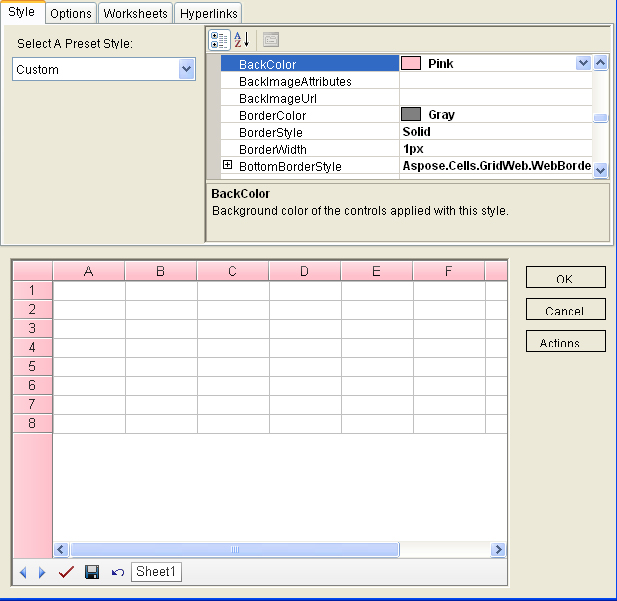 Style Options Worksheets Hyperlinks
Select A Preset Style:
Custom
A Z
BackColor Pink
BackImageAttributes
BackImageUrl
BorderColor Gray
BorderStyle Solid
BorderWidth 1px
BottomBorderStyle Aspose.Cells.GridWeb.WebBorde
BackColor
Background color of the controls applied with this style.
A B C D E F
1
2
3
4
5
6
7
8
OK
Cancel
Actions
Sheet1